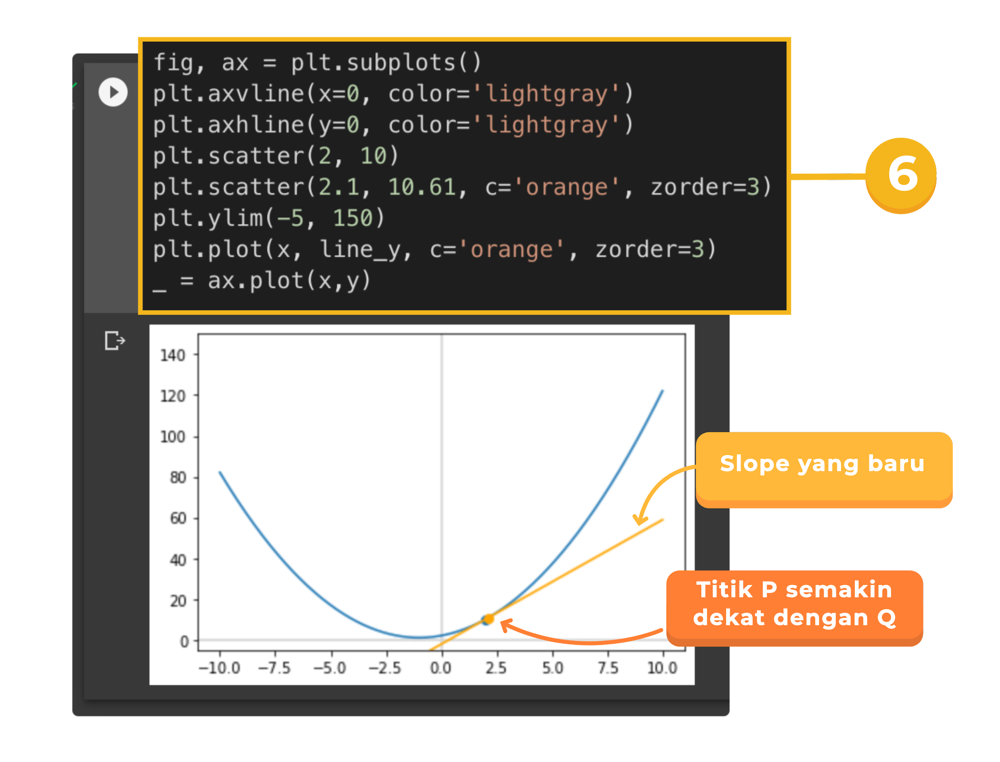 fig, ax = plt.subplots()
plt.axvline(x=0, color='lightgray')
plt.axhline(y=0, color='lightgray')
plt.scatter(2, 10)
plt.scatter(2.1, 10.61, c='orange', zorder=3)
plt.ylim(-5, 150)
plt.plot(x, line_y, c='orange', zorder=3)
_ = ax.plot(x,y)
6
140
120
100
80
60
40
20
0
−10.0 −7.5 −5.0 −2.5 0.0 2.5 5.0 7.5 10.0
Slope yang baru
Titik P semakin
dekat dengan Q